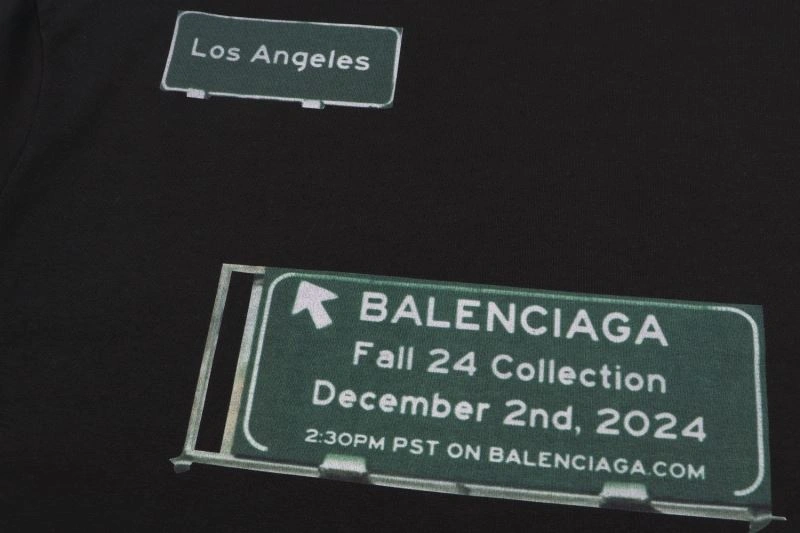 Los Angeles
BALENCIAGA
Fall 24 Collection
December 2nd, 2024
2:30PM PST ON BALENCIAGA.COM